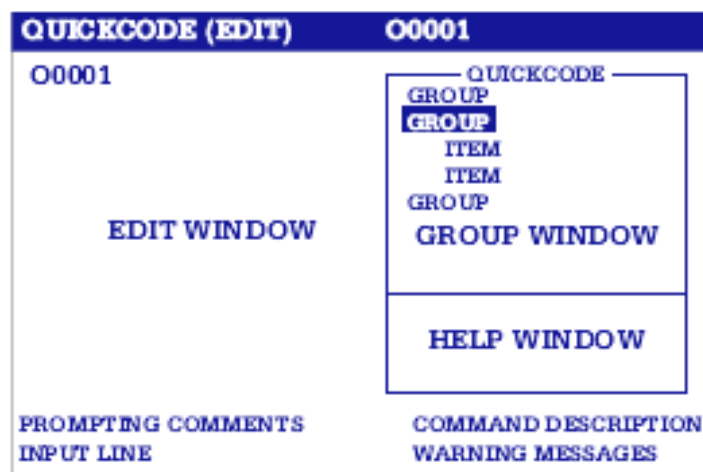 QUICKCODE (EDIT) O0001
O0001
QUICKCODE
GROUP
GROUP
ITEM
ITEM
GROUP
EDIT WINDOW
GROUP WINDOW
HELP WINDOW
PROMPTING COMMENTS
COMMAND DESCRIPTION
INPUT LINE
WARNING MESSAGES